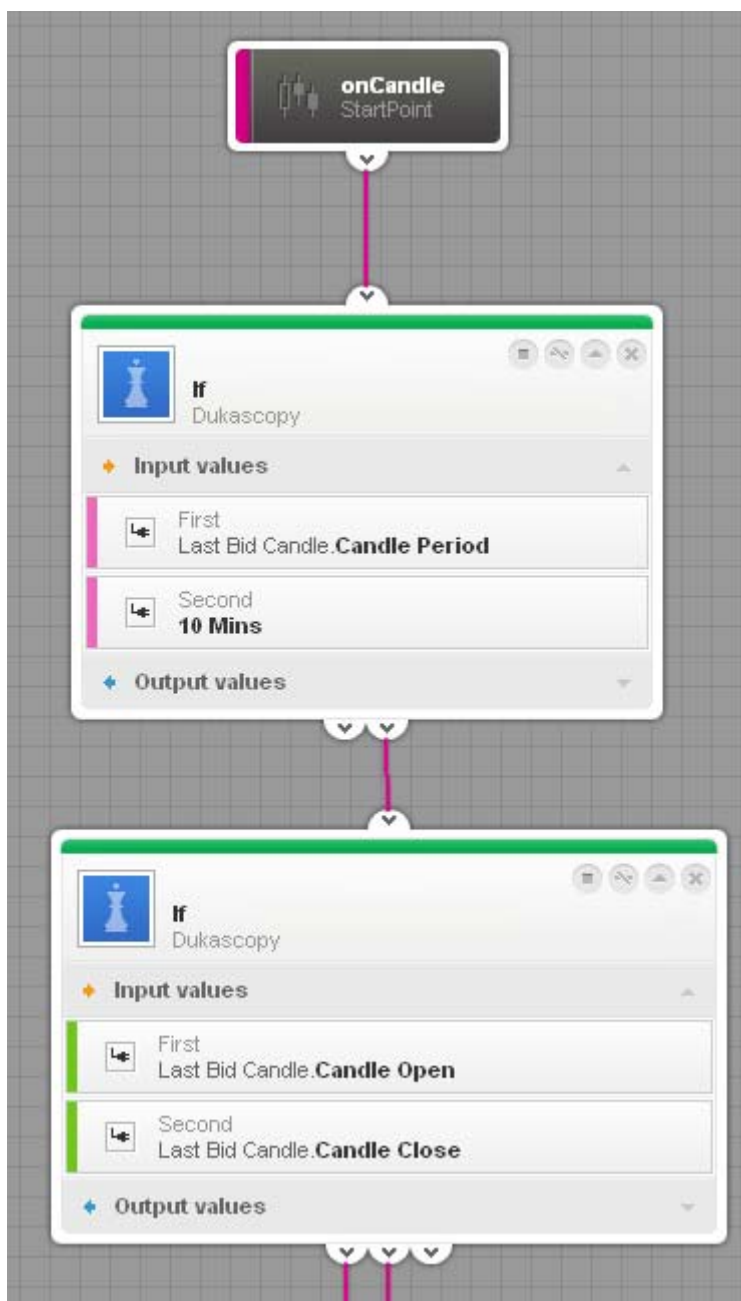 onCandle
StartPoint
If
Dukascopy
Input values
First
Last Bid Candle.Candle Period
Second
10 Mins
Output values
If
Dukascopy
Input values
First
Last Bid Candle.Candle Open
Second
Last Bid Candle.Candle Close
Output values